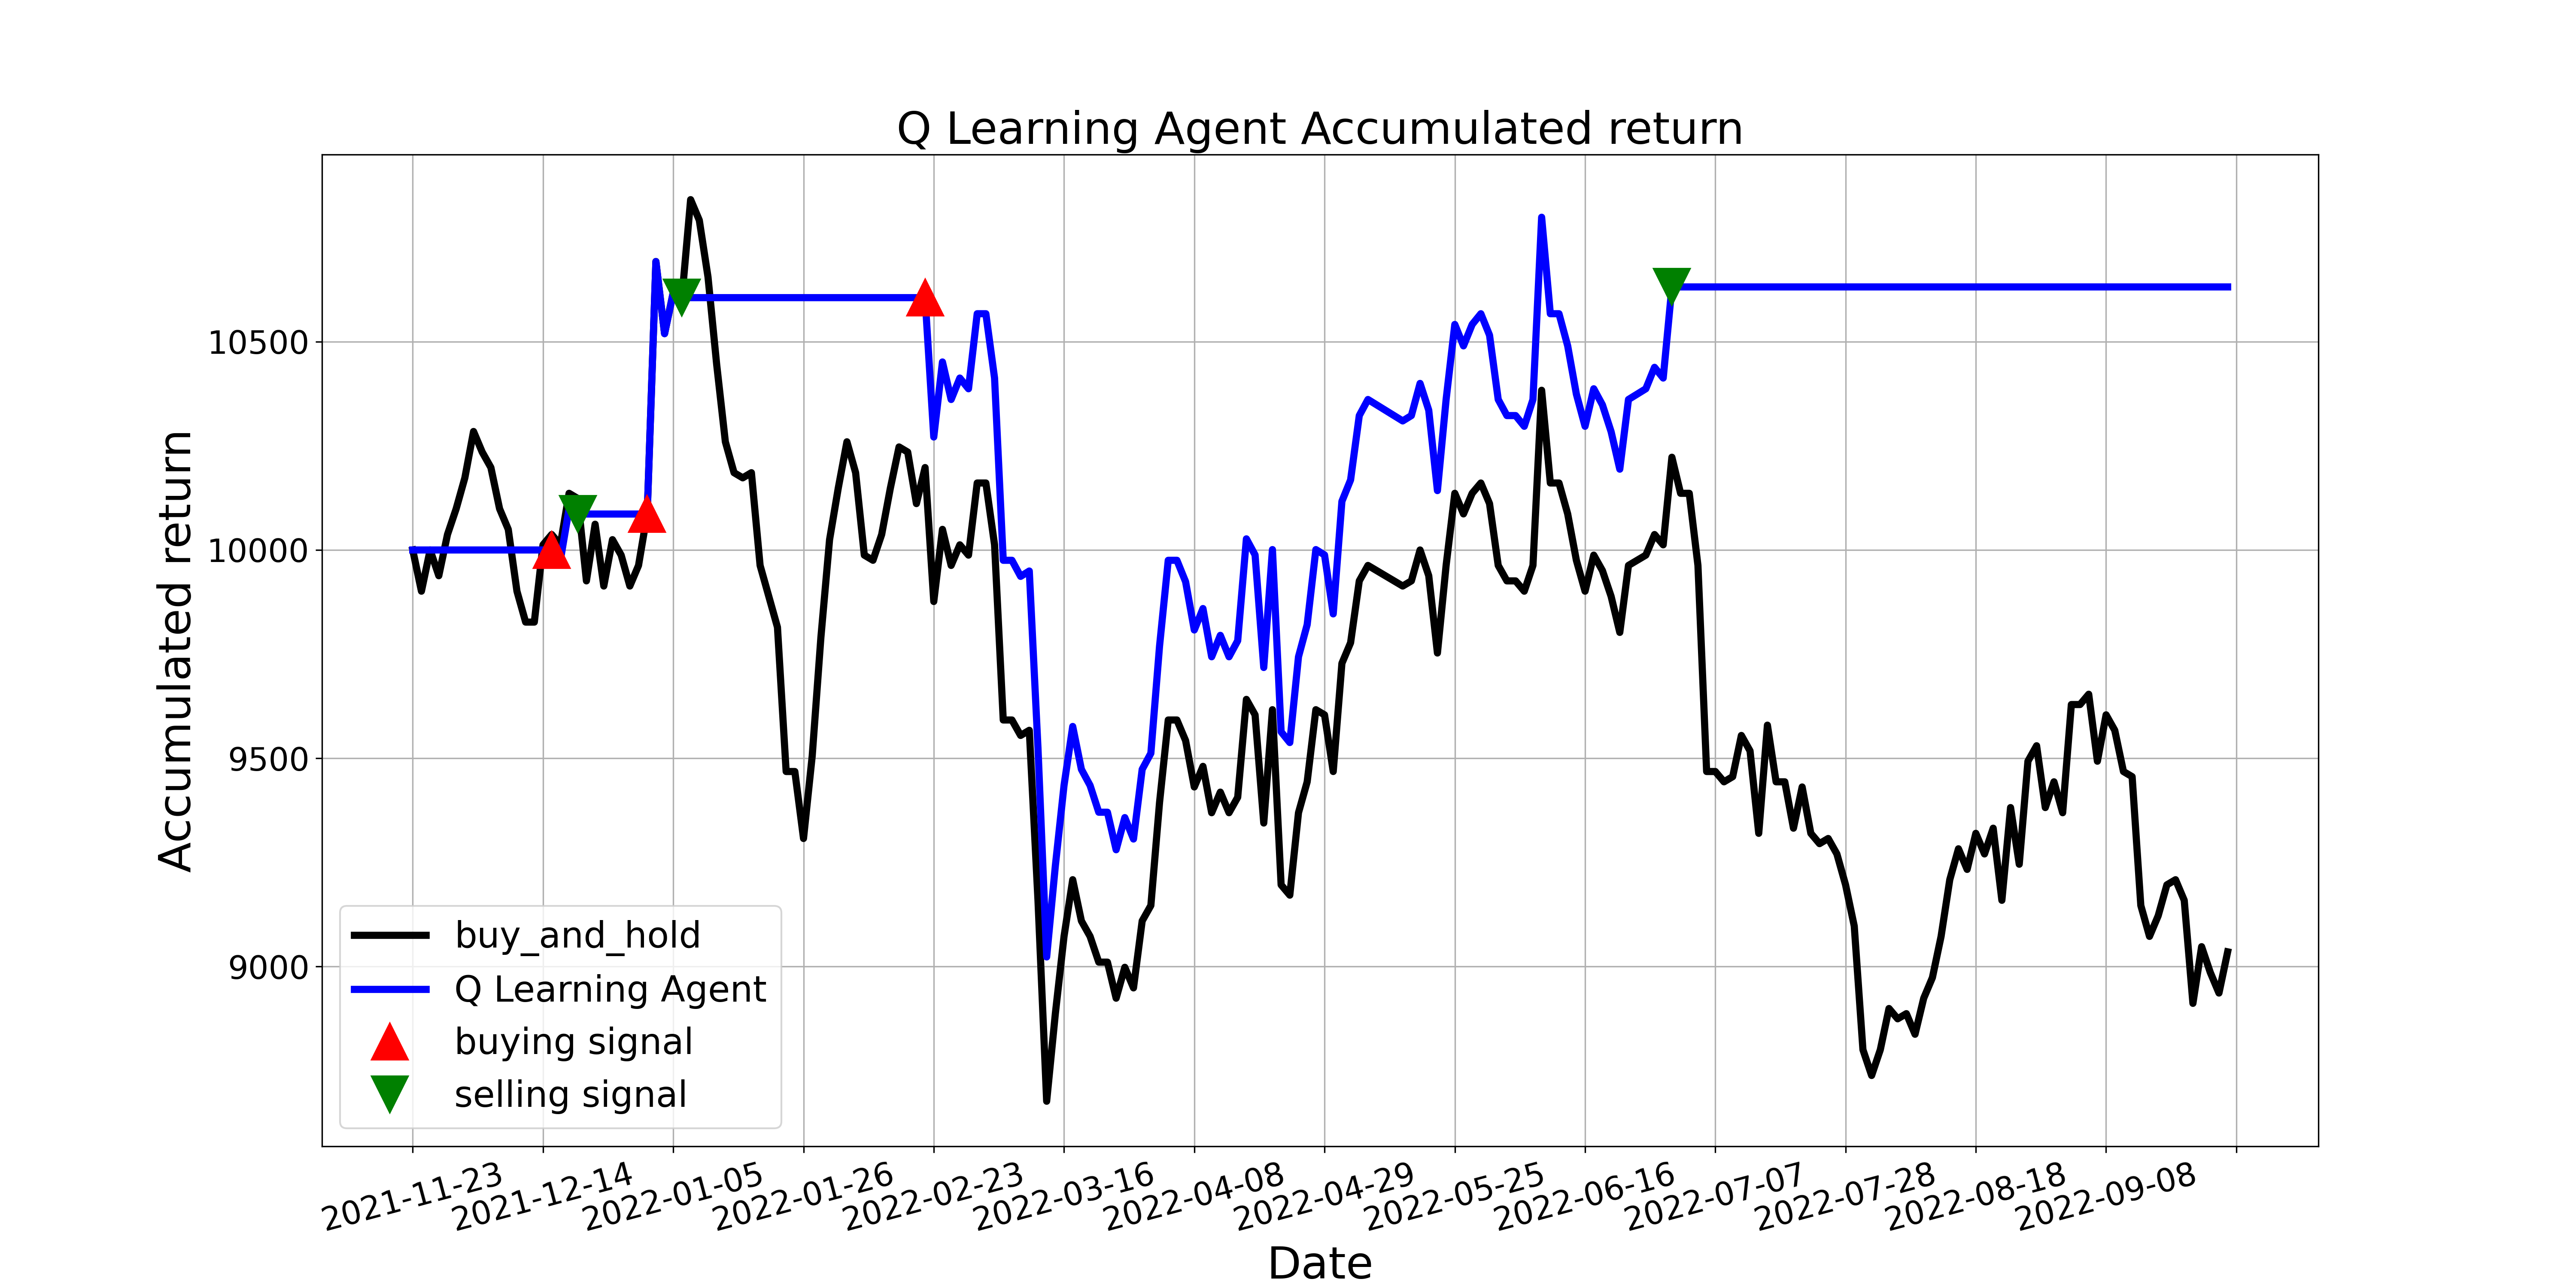 Q Learning Agent Accumulated return
Accumulated return
10500
10000
9500
9000
buy_and_hold
Q Learning Agent
buying signal
selling signal
2021-11-23
2021-12-14
2022-01-05
2022-01-26
2022-02-23
2022-03-16
2022-04-08
2022-04-29
2022-05-25
2022-06-16
2022-07-07
2022-07-28
2022-08-18
2022-09-08
Date